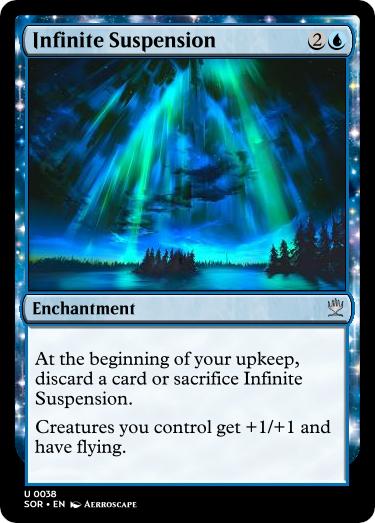 Infinite Suspension 2
Enchantment
At the beginning of your upkeep,
discard a card or sacrifice Infinite
Suspension.
Creatures you control get +1/+1 and
have flying.
U 0038
SOR • EN Aerroscape